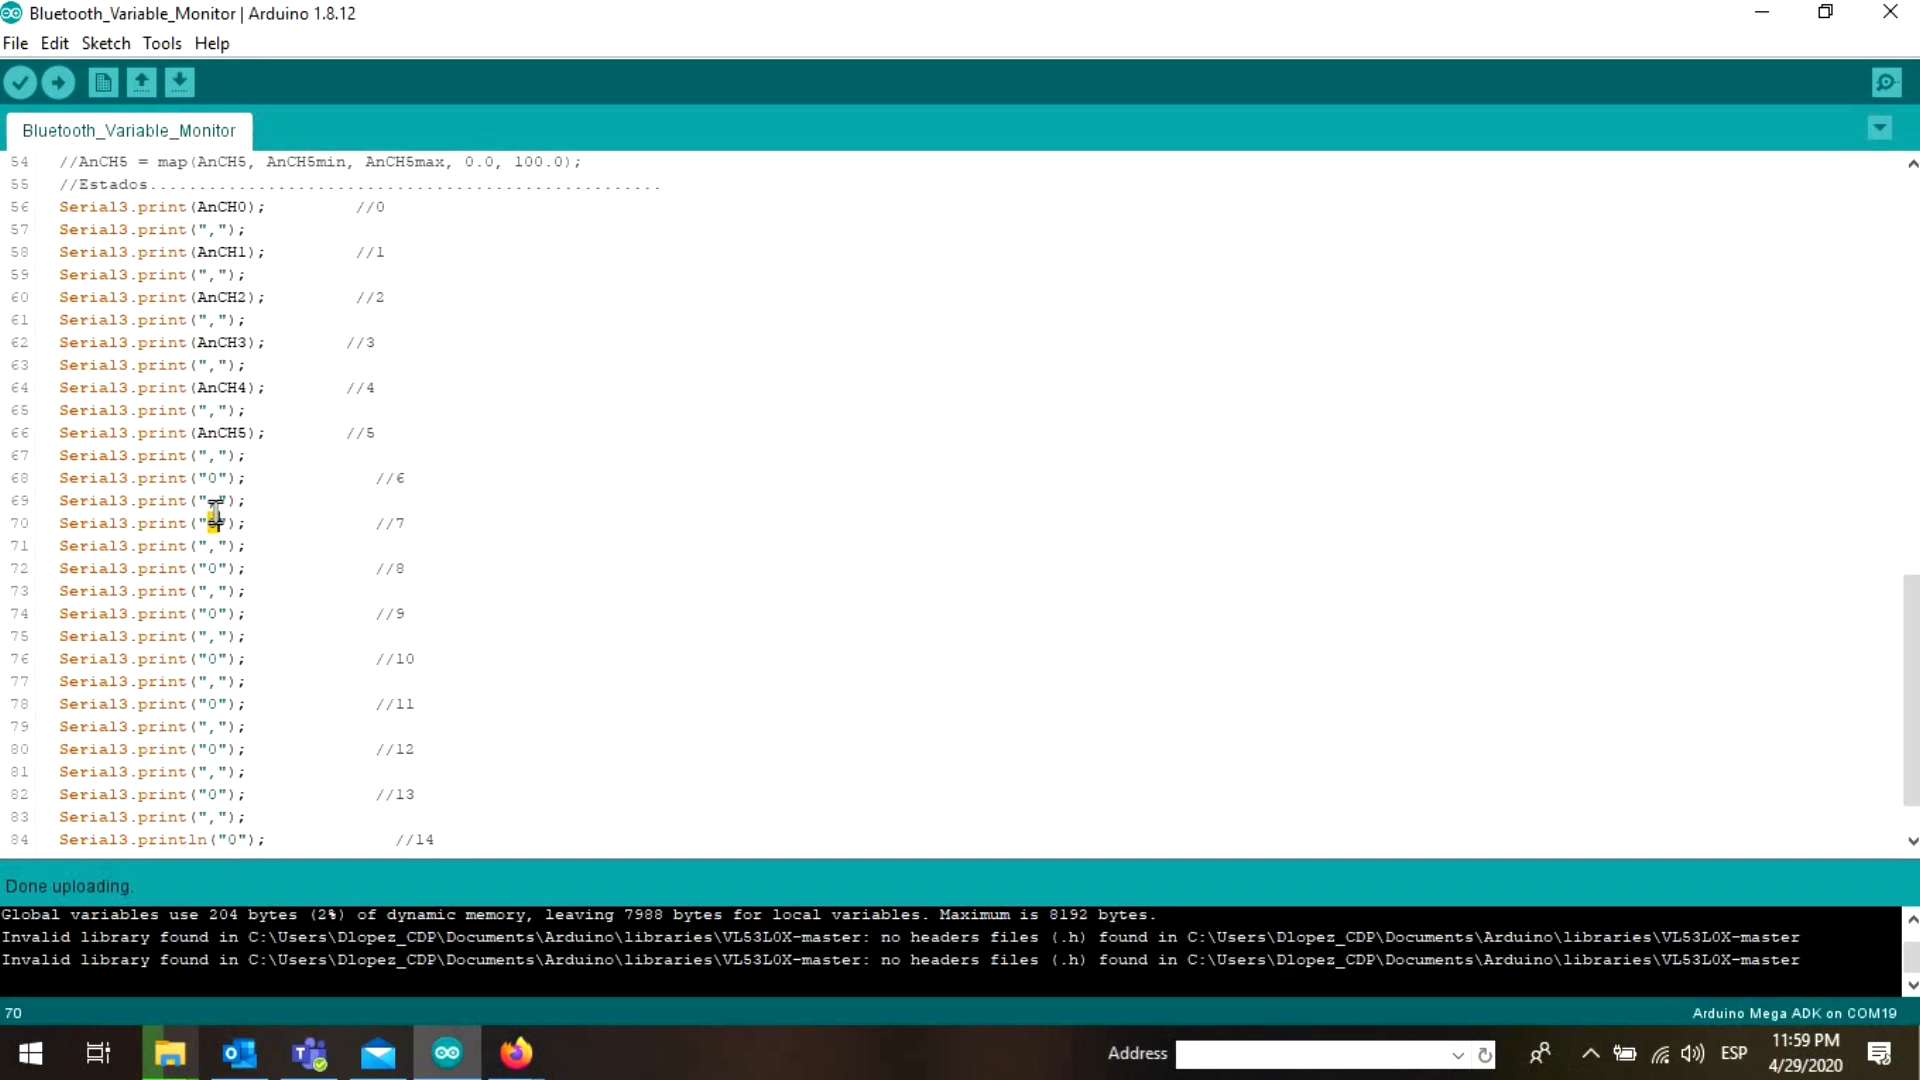 Bluetooth_Variable_Monitor | Arduino 1.8.12
File Edit Sketch Tools Help
Bluetooth_Variable_Monitor
54 //AnCH5 = map(AnCH5, AnCH5min, AnCH5max, 0.0, 100.0);
55 //Estados....................................................
56 Serial3.print(AnCH0); //0
57 Serial3.print(",");
58 Serial3.print(AnCH1); //1
59 Serial3.print(",");
60 Serial3.print(AnCH2); //2
61 Serial3.print(",");
62 Serial3.print(AnCH3); //3
63 Serial3.print(",");
64 Serial3.print(AnCH4); //4
65 Serial3.print(",");
66 Serial3.print(AnCH5); //5
67 Serial3.print(",");
68 Serial3.print("0"); //6
69 Serial3.print(",");
70 Serial3.print(" "); //7
71 Serial3.print(",");
72 Serial3.print("0"); //8
73 Serial3.print(",");
74 Serial3.print("0"); //9
75 Serial3.print(",");
76 Serial3.print("0"); //10
77 Serial3.print(",");
78 Serial3.print("0"); //11
79 Serial3.print(",");
80 Serial3.print("0"); //12
81 Serial3.print(",");
82 Serial3.print("0"); //13
83 Serial3.print(",");
84 Serial3.println("0"); //14
Done uploading.
Global variables use 204 bytes (2%) of dynamic memory, leaving 7988 bytes for local variables. Maximum is 8192 bytes.
Invalid library found in C:\Users\Dlopez_CDP\Documents\Arduino\libraries\VL53L0X-master: no headers files (.h) found in C:\Users\Dlopez_CDP\Documents\Arduino\libraries\VL53L0X-master
Invalid library found in C:\Users\Dlopez_CDP\Documents\Arduino\libraries\VL53L0X-master: no headers files (.h) found in C:\Users\Dlopez_CDP\Documents\Arduino\libraries\VL53L0X-master
70 Arduino Mega ADK on COM19
Address ESP 11:59 PM
4/29/2020